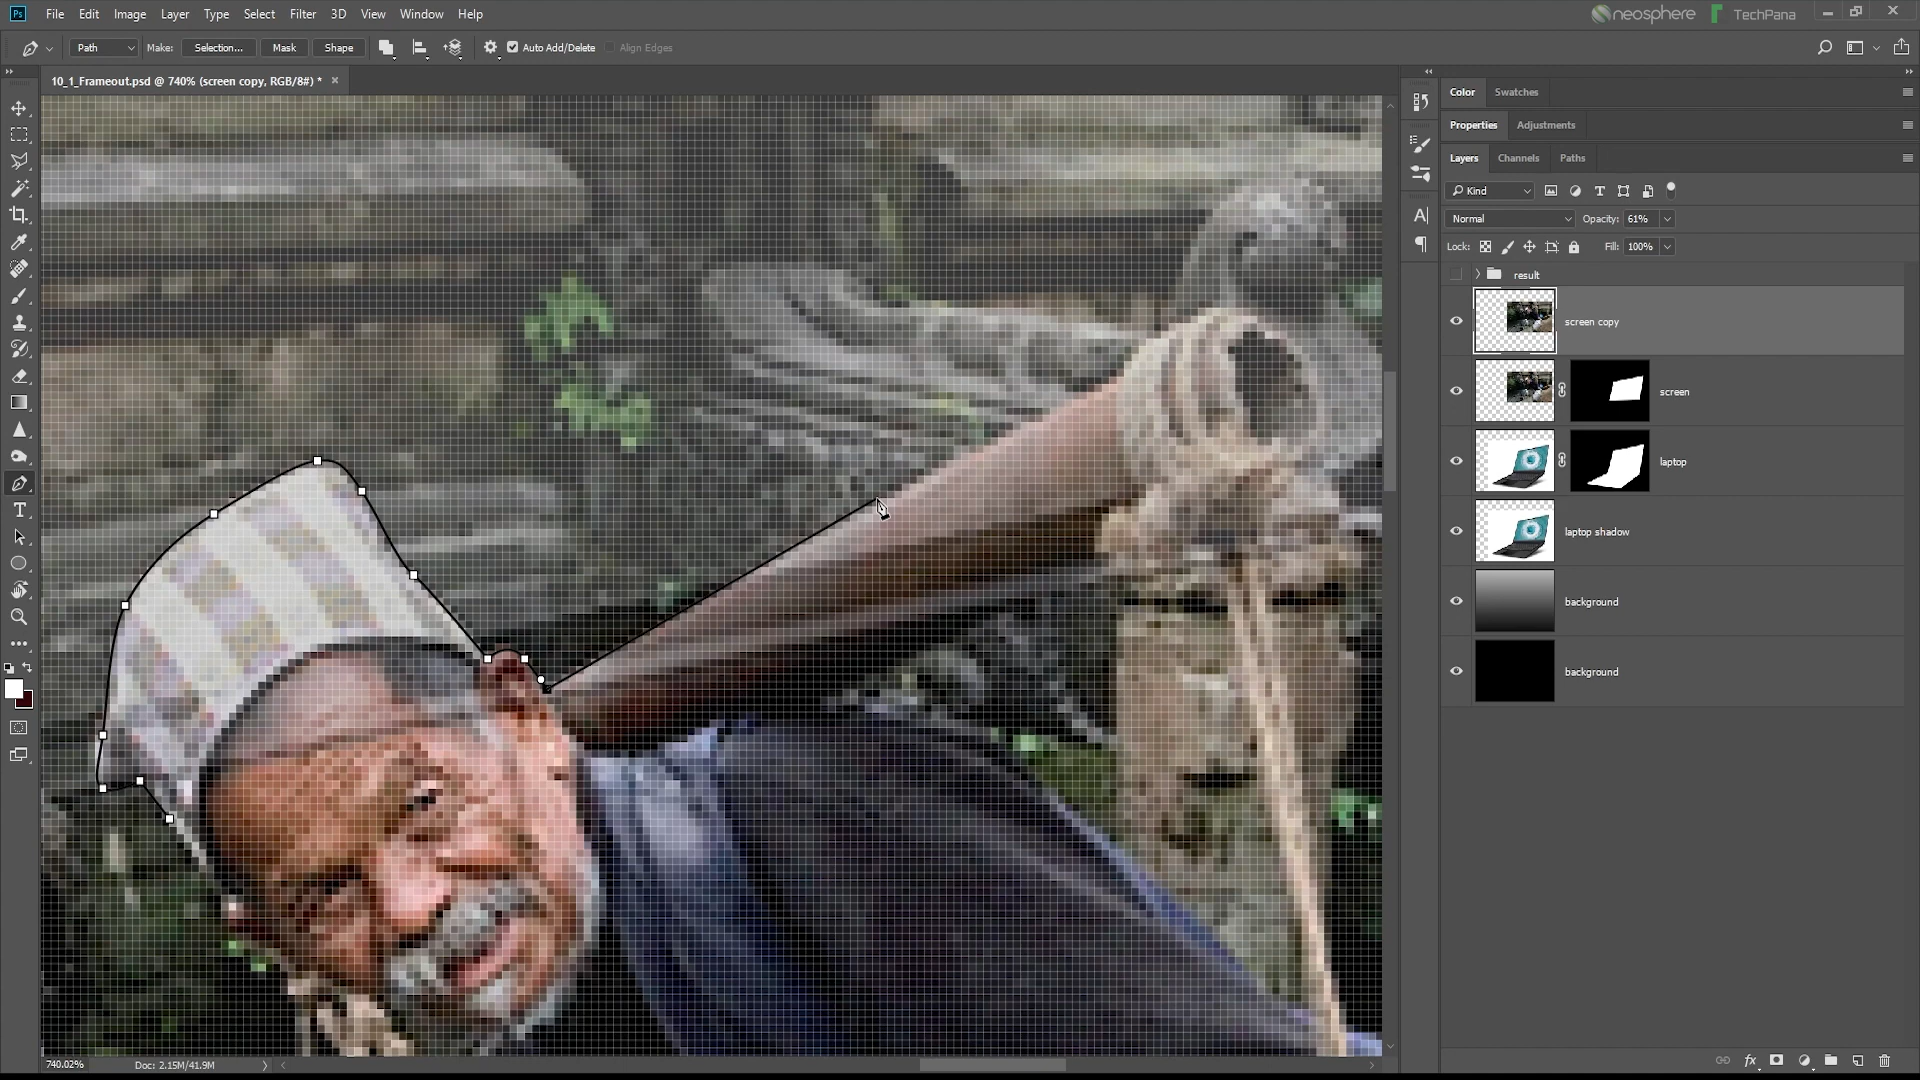 Ps File Edit Image Layer Type Select Filter 3D View Window Help neosphere TechPana
Path Make: Selection... Mask Shape Auto Add/Delete Align Edges
10_1_Frameout.psd @ 740% (screen copy, RGB/8#) *
Color Swatches
Properties Adjustments
Layers Channels Paths
Kind
Normal Opacity: 61%
Lock: Fill: 100%
result
screen copy
screen
laptop
laptop shadow
background
background
740.02% Doc: 2.15M/41.9M